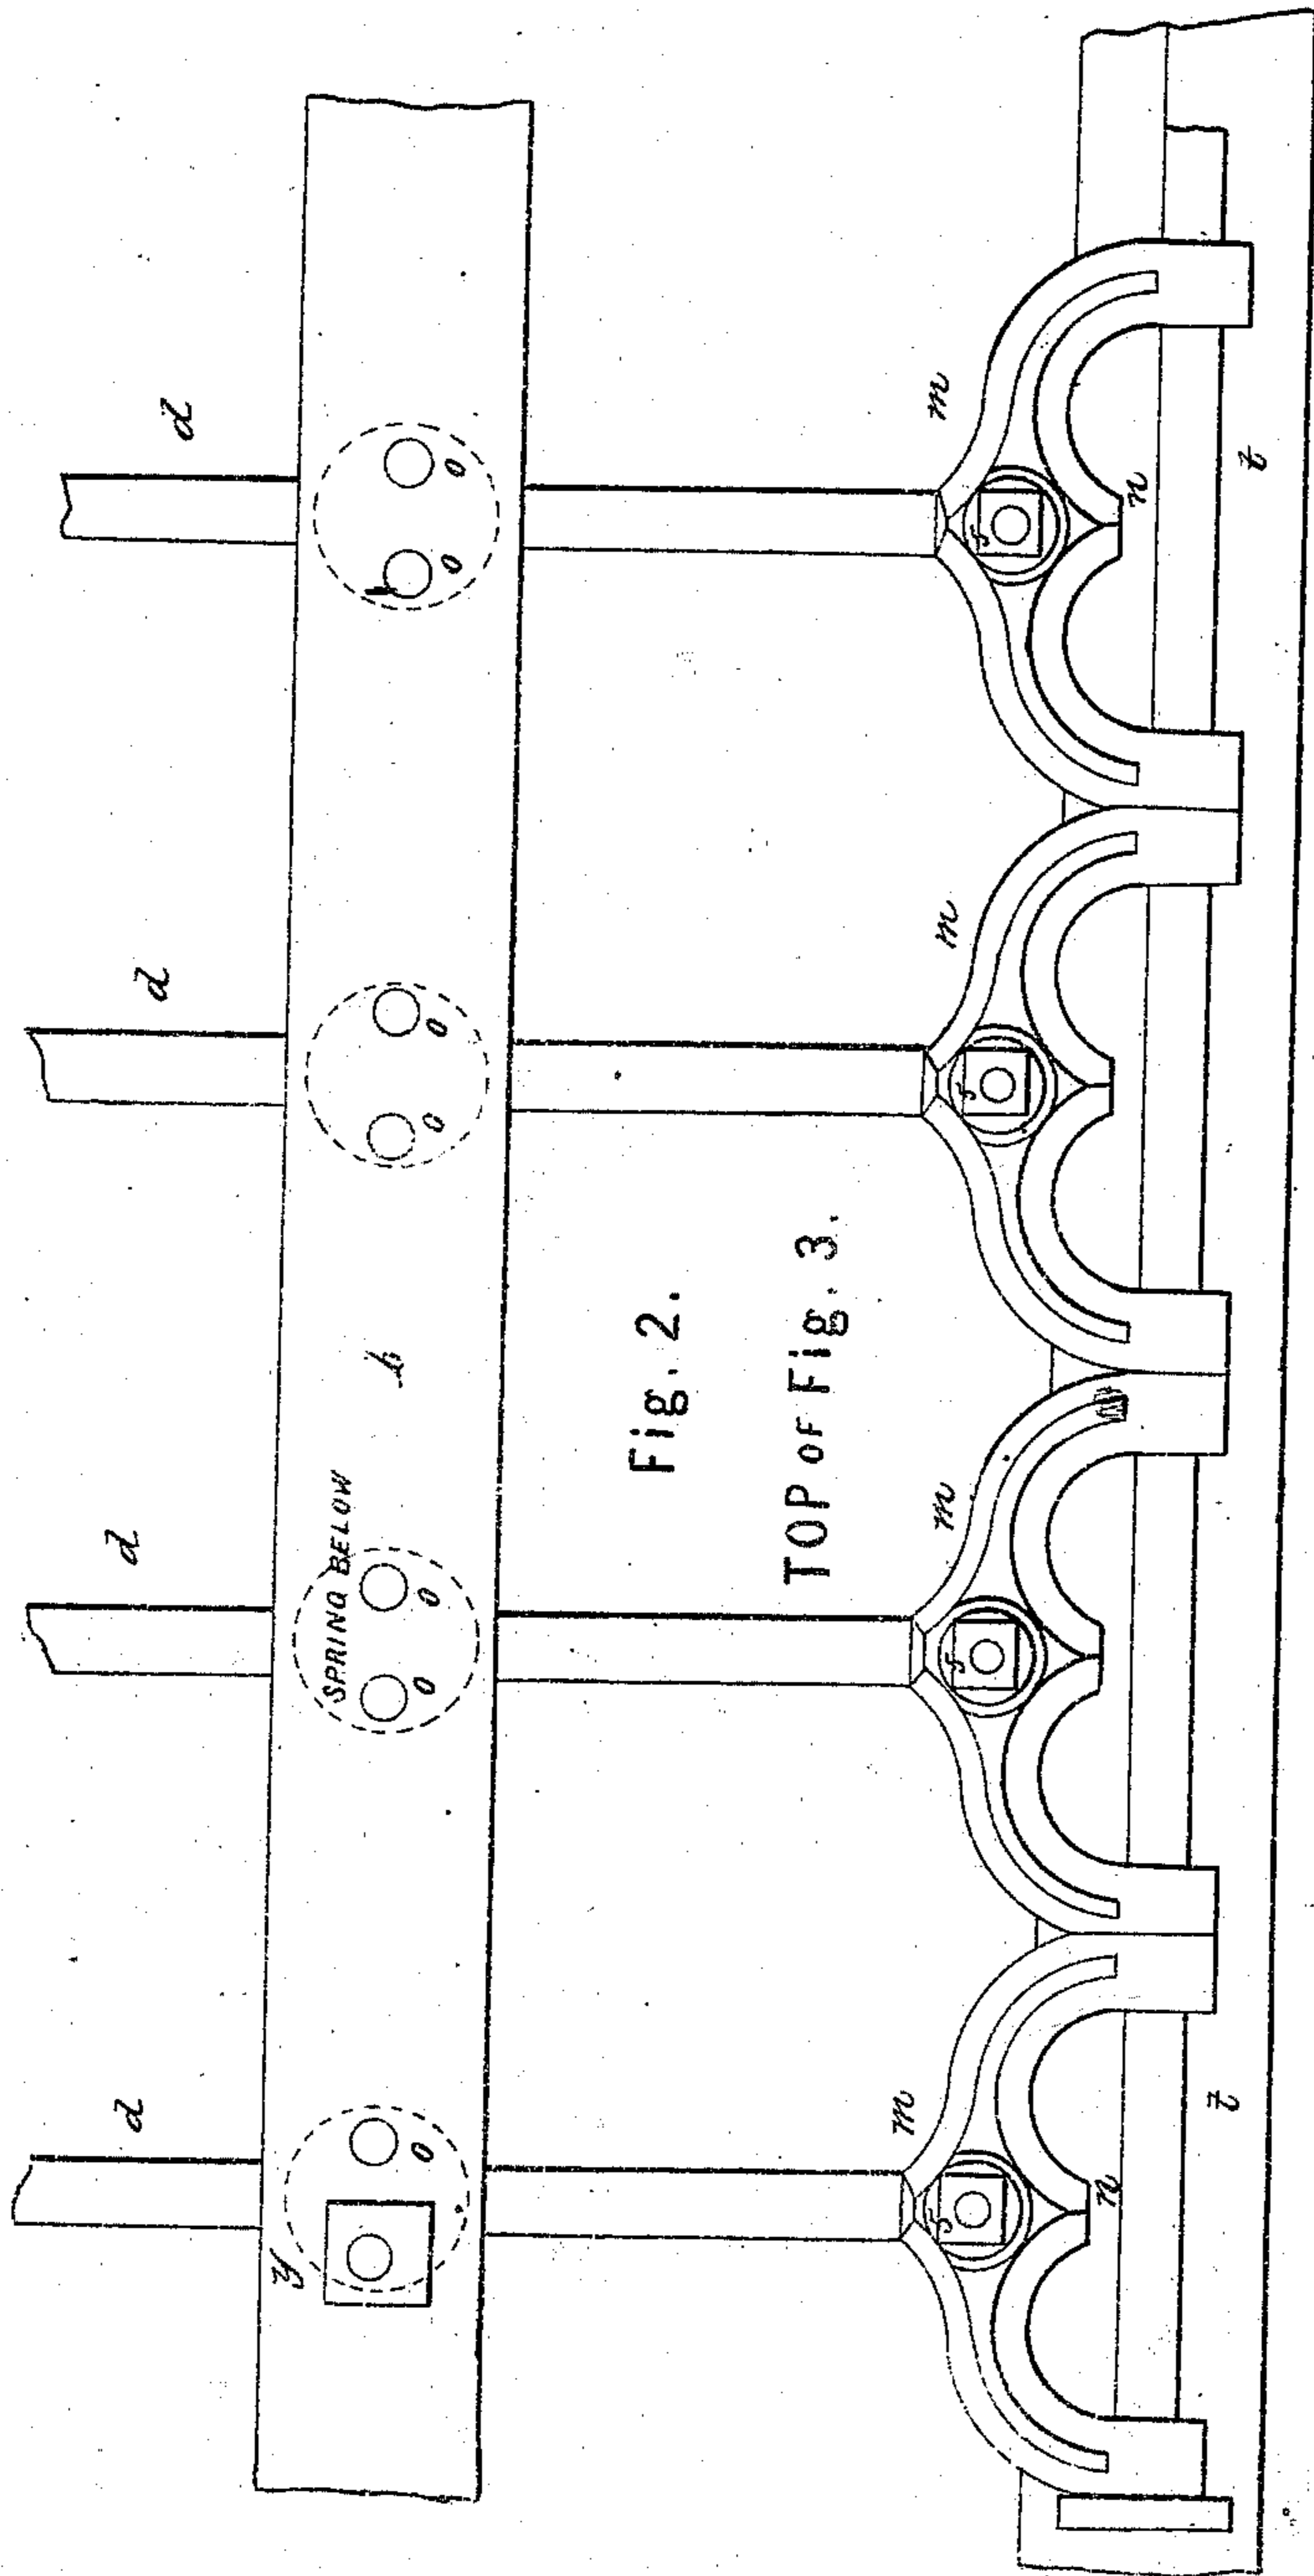 d d d d
y SPRING BELOW b
o o o o o o o
Fig. 2.
TOP OF Fig. 3.
m m m m
f f f f
n n
t t